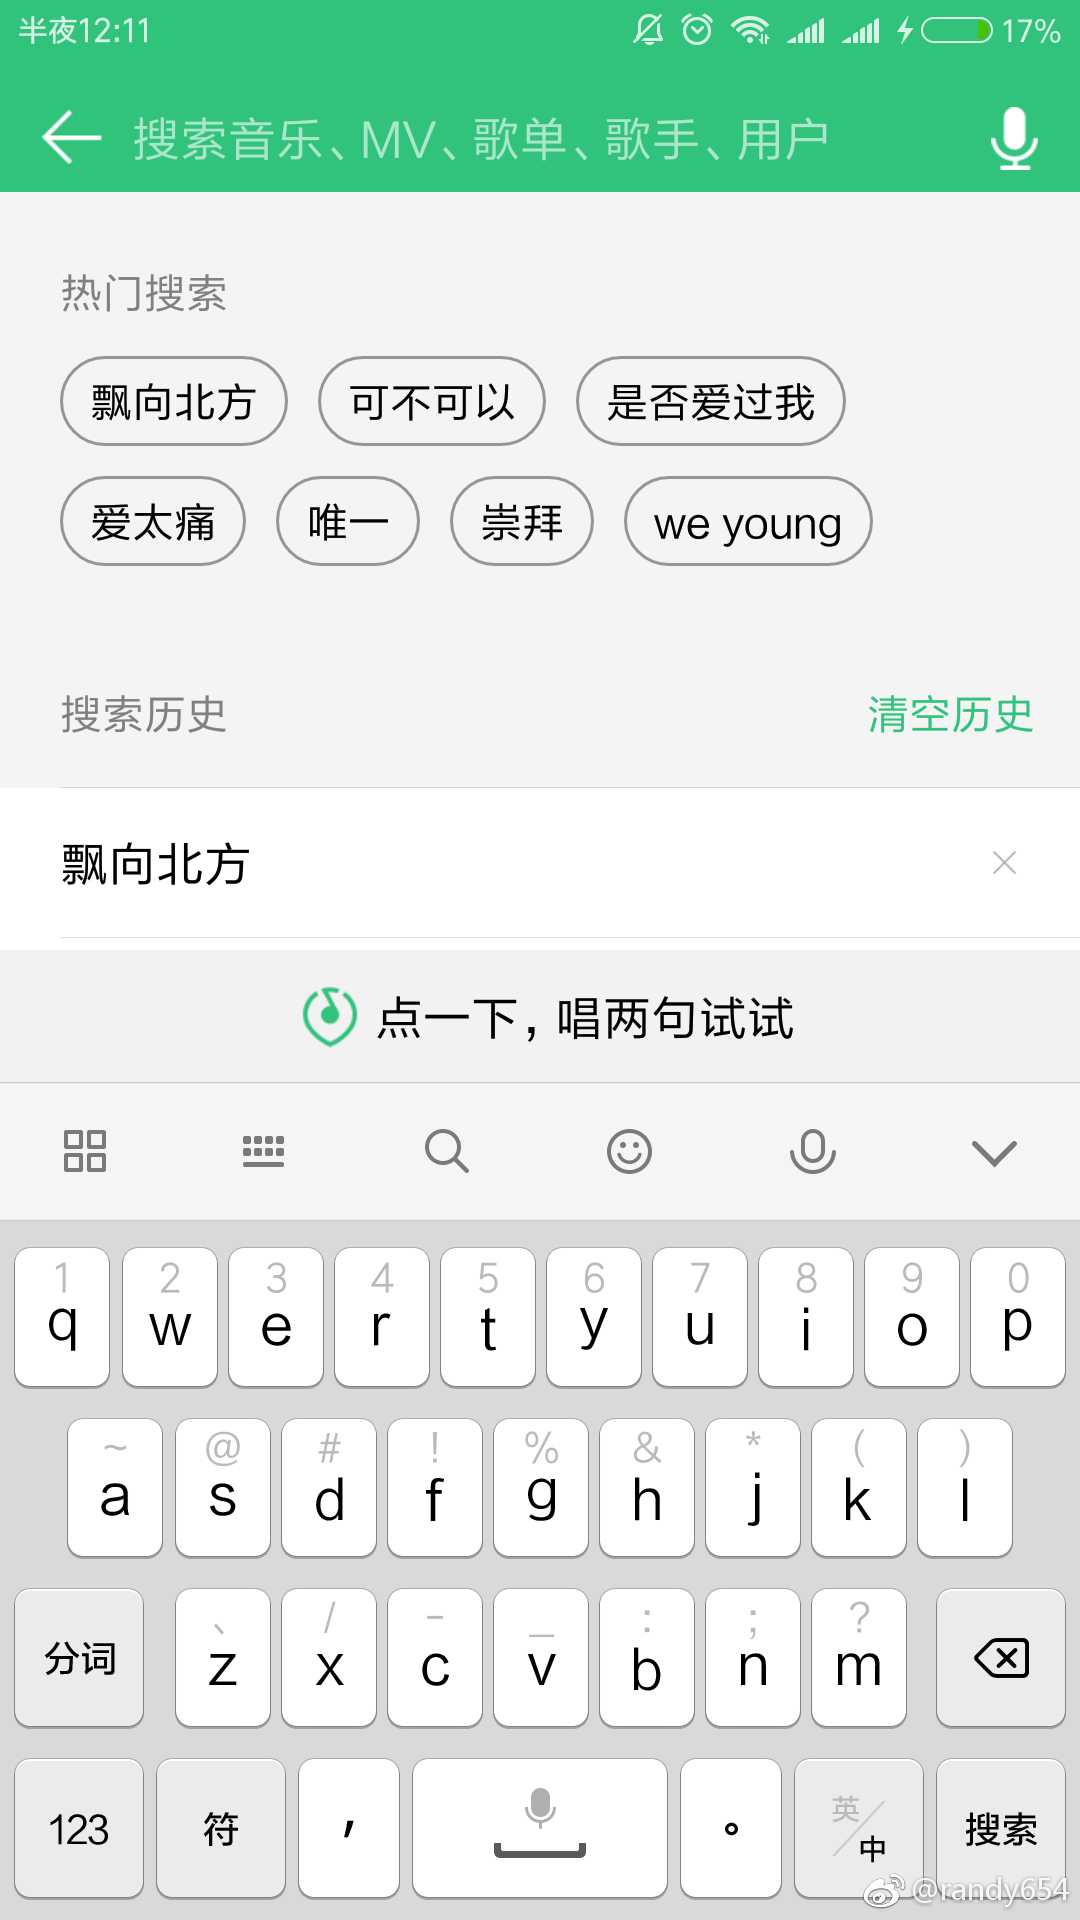 半夜12:11 17%
搜索音乐、MV、歌单、歌手、用户
热门搜索
飘向北方 可不可以 是否爱过我
爱太痛 唯一 崇拜 we young
搜索历史 清空历史
飘向北方
点一下，唱两句试试
1 2 3 4 5 6 7 8 9 0
q w e r t y u i o p
~ @ # ! % & * ( )
a s d f g h j k l
、 / - _ : ; ?
分词 z x c v b n m
123 符 , 。 英/中 搜索
@randy654